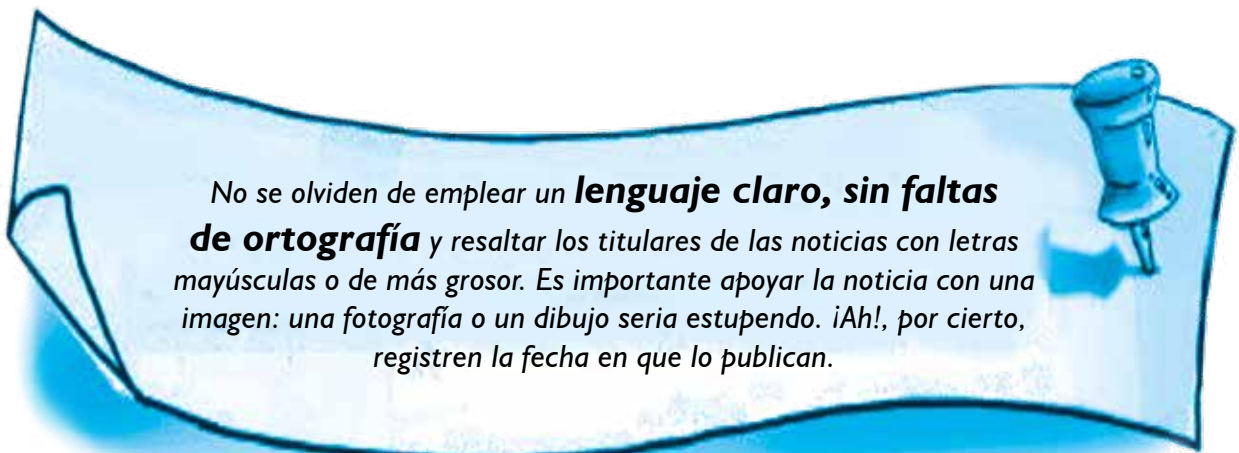 No se olviden de emplear un lenguaje claro, sin faltas
de ortografía y resaltar los titulares de las noticias con letras
mayúsculas o de más grosor. Es importante apoyar la noticia con una
imagen: una fotografía o un dibujo seria estupendo. ¡Ah!, por cierto,
registren la fecha en que lo publican.